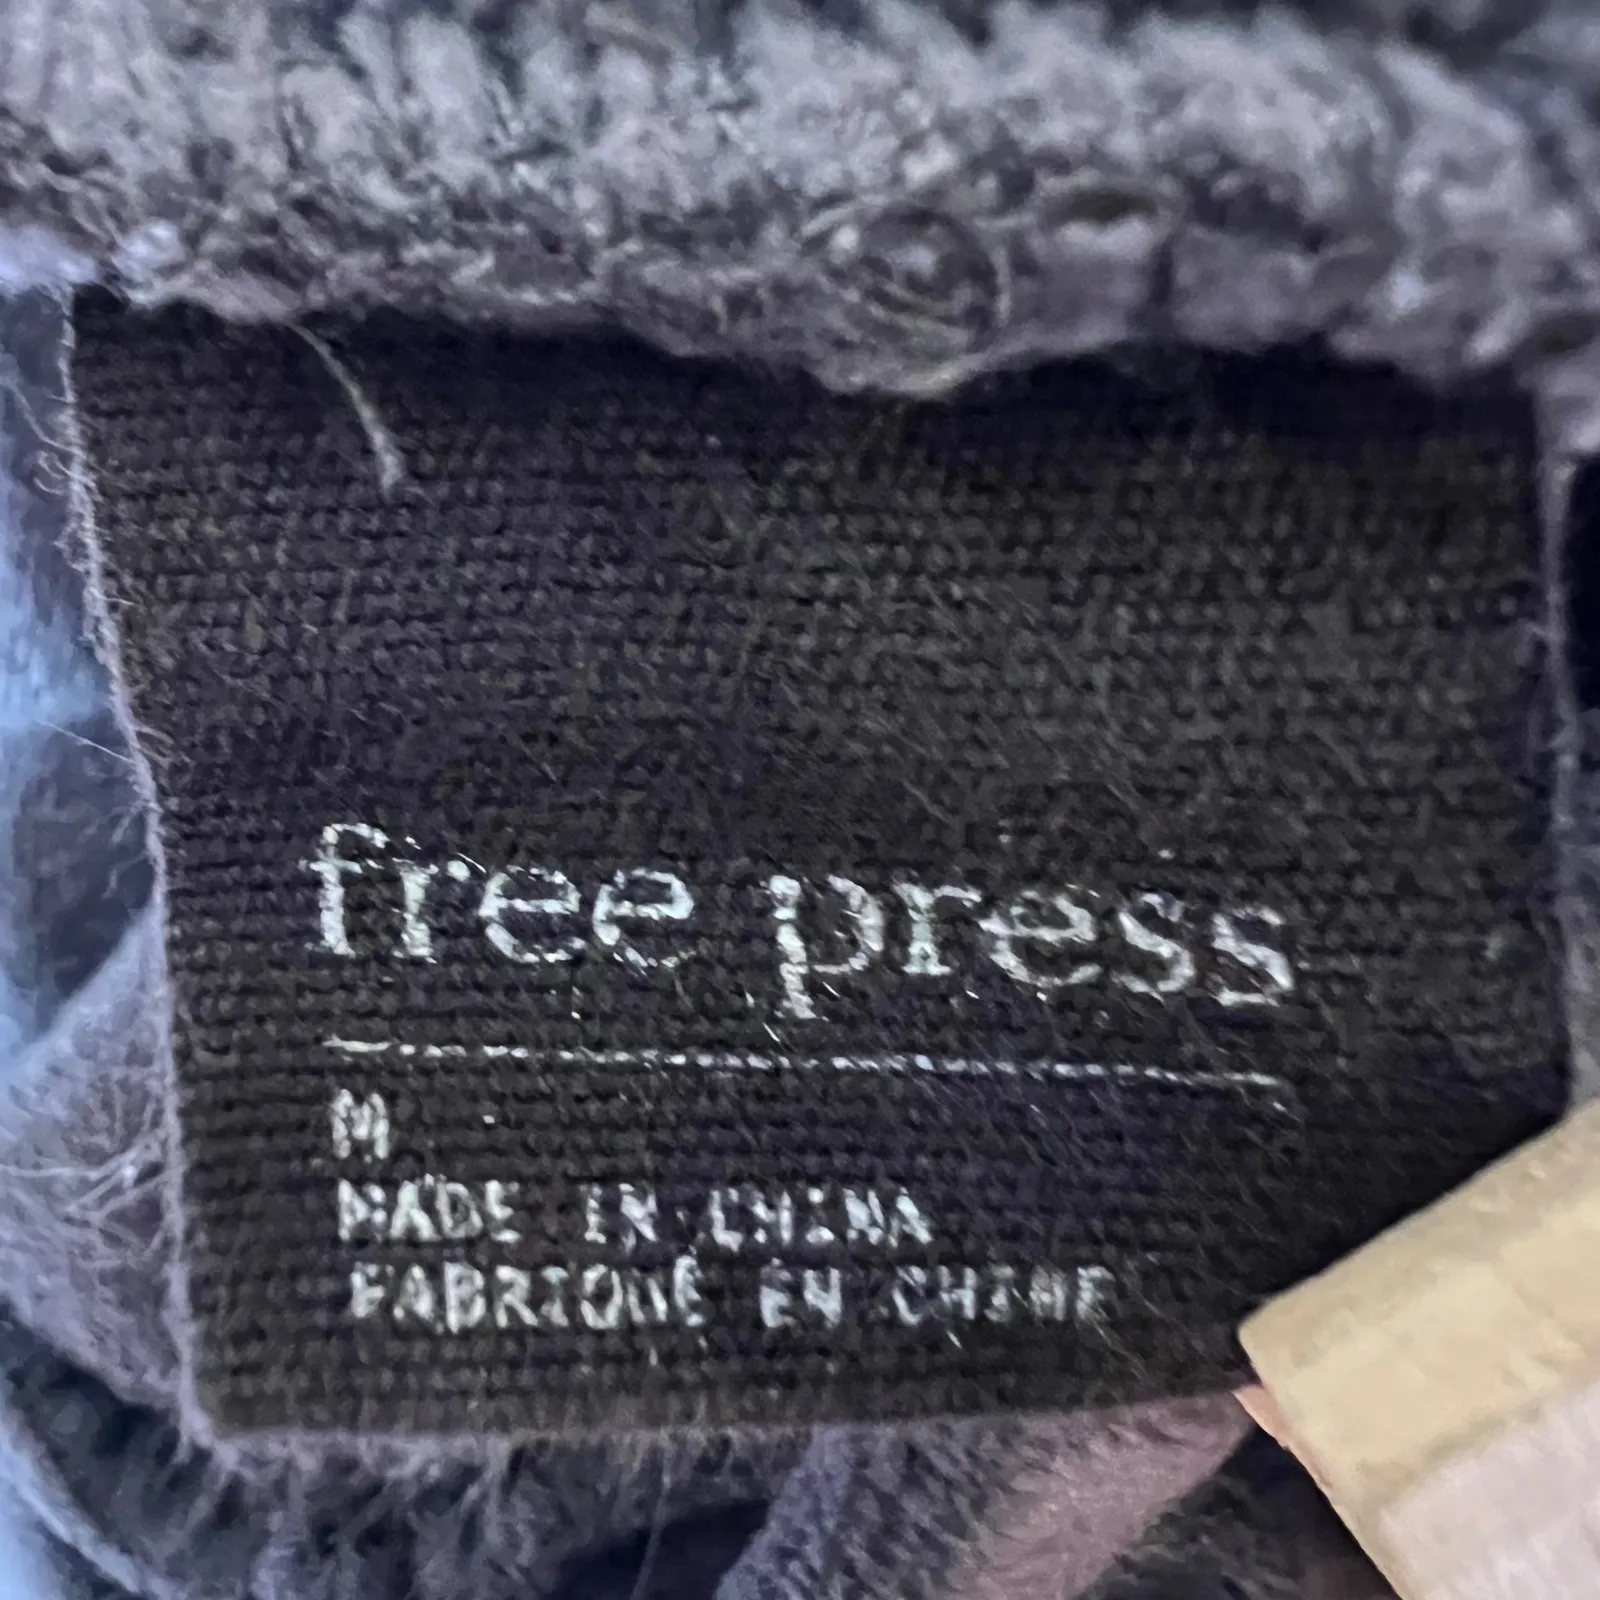 free press
M
MADE IN CHINA
FABRIQUÉ EN CHINE